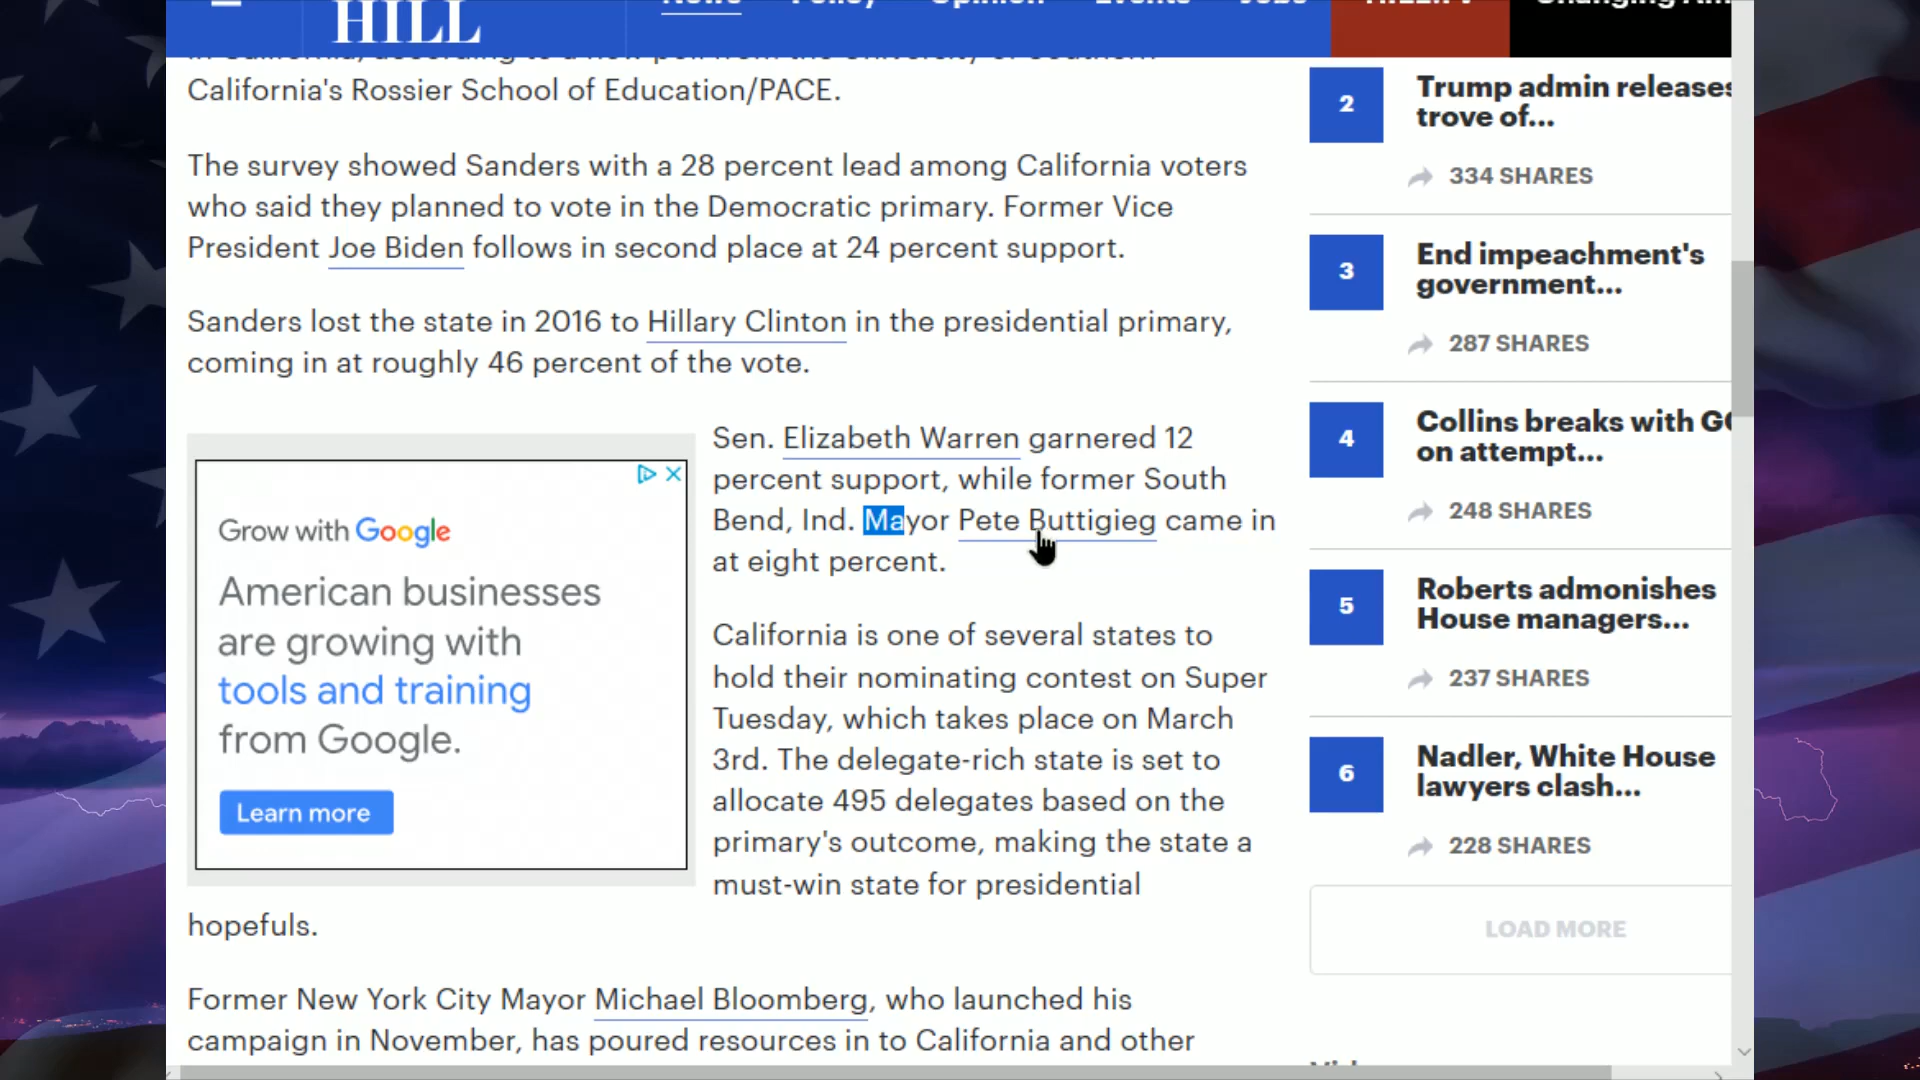 HILL
News Policy Opinion Events Jobs
California's Rossier School of Education/PACE.
The survey showed Sanders with a 28 percent lead among California voters
who said they planned to vote in the Democratic primary. Former Vice
President Joe Biden follows in second place at 24 percent support.
Sanders lost the state in 2016 to Hillary Clinton in the presidential primary,
coming in at roughly 46 percent of the vote.
Grow with Google
American businesses
are growing with
tools and training
from Google.
Learn more
Sen. Elizabeth Warren garnered 12
percent support, while former South
Bend, Ind. Mayor Pete Buttigieg came in
at eight percent.
California is one of several states to
hold their nominating contest on Super
Tuesday, which takes place on March
3rd. The delegate-rich state is set to
allocate 495 delegates based on the
primary's outcome, making the state a
must-win state for presidential
hopefuls.
Former New York City Mayor Michael Bloomberg, who launched his
campaign in November, has poured resources in to California and other
2
Trump admin releases
trove of...
334 SHARES
3
End impeachment's
government...
287 SHARES
4
Collins breaks with GO
on attempt...
248 SHARES
5
Roberts admonishes
House managers...
237 SHARES
6
Nadler, White House
lawyers clash...
228 SHARES
LOAD MORE